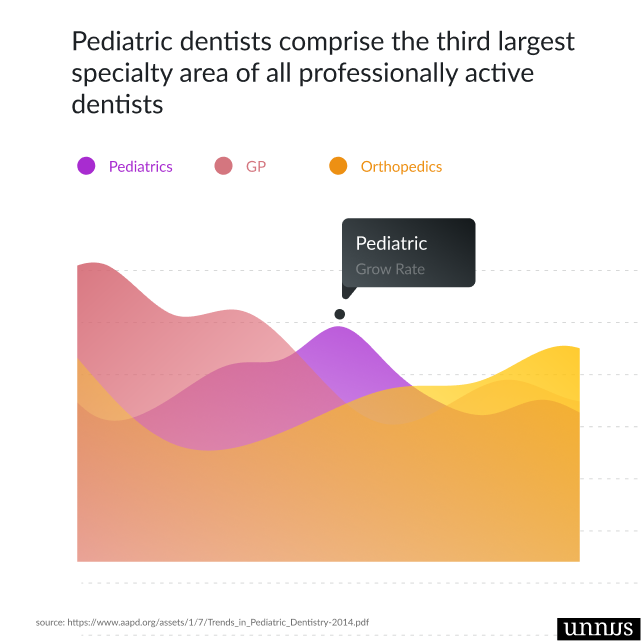 Pediatric dentists comprise the third largest
specialty area of all professionally active
dentists
Pediatrics GP Orthopedics
Pediatric
Grow Rate
source: https://www.aapd.org/assets/1/7/Trends_in_Pediatric_Dentistry-2014.pdf